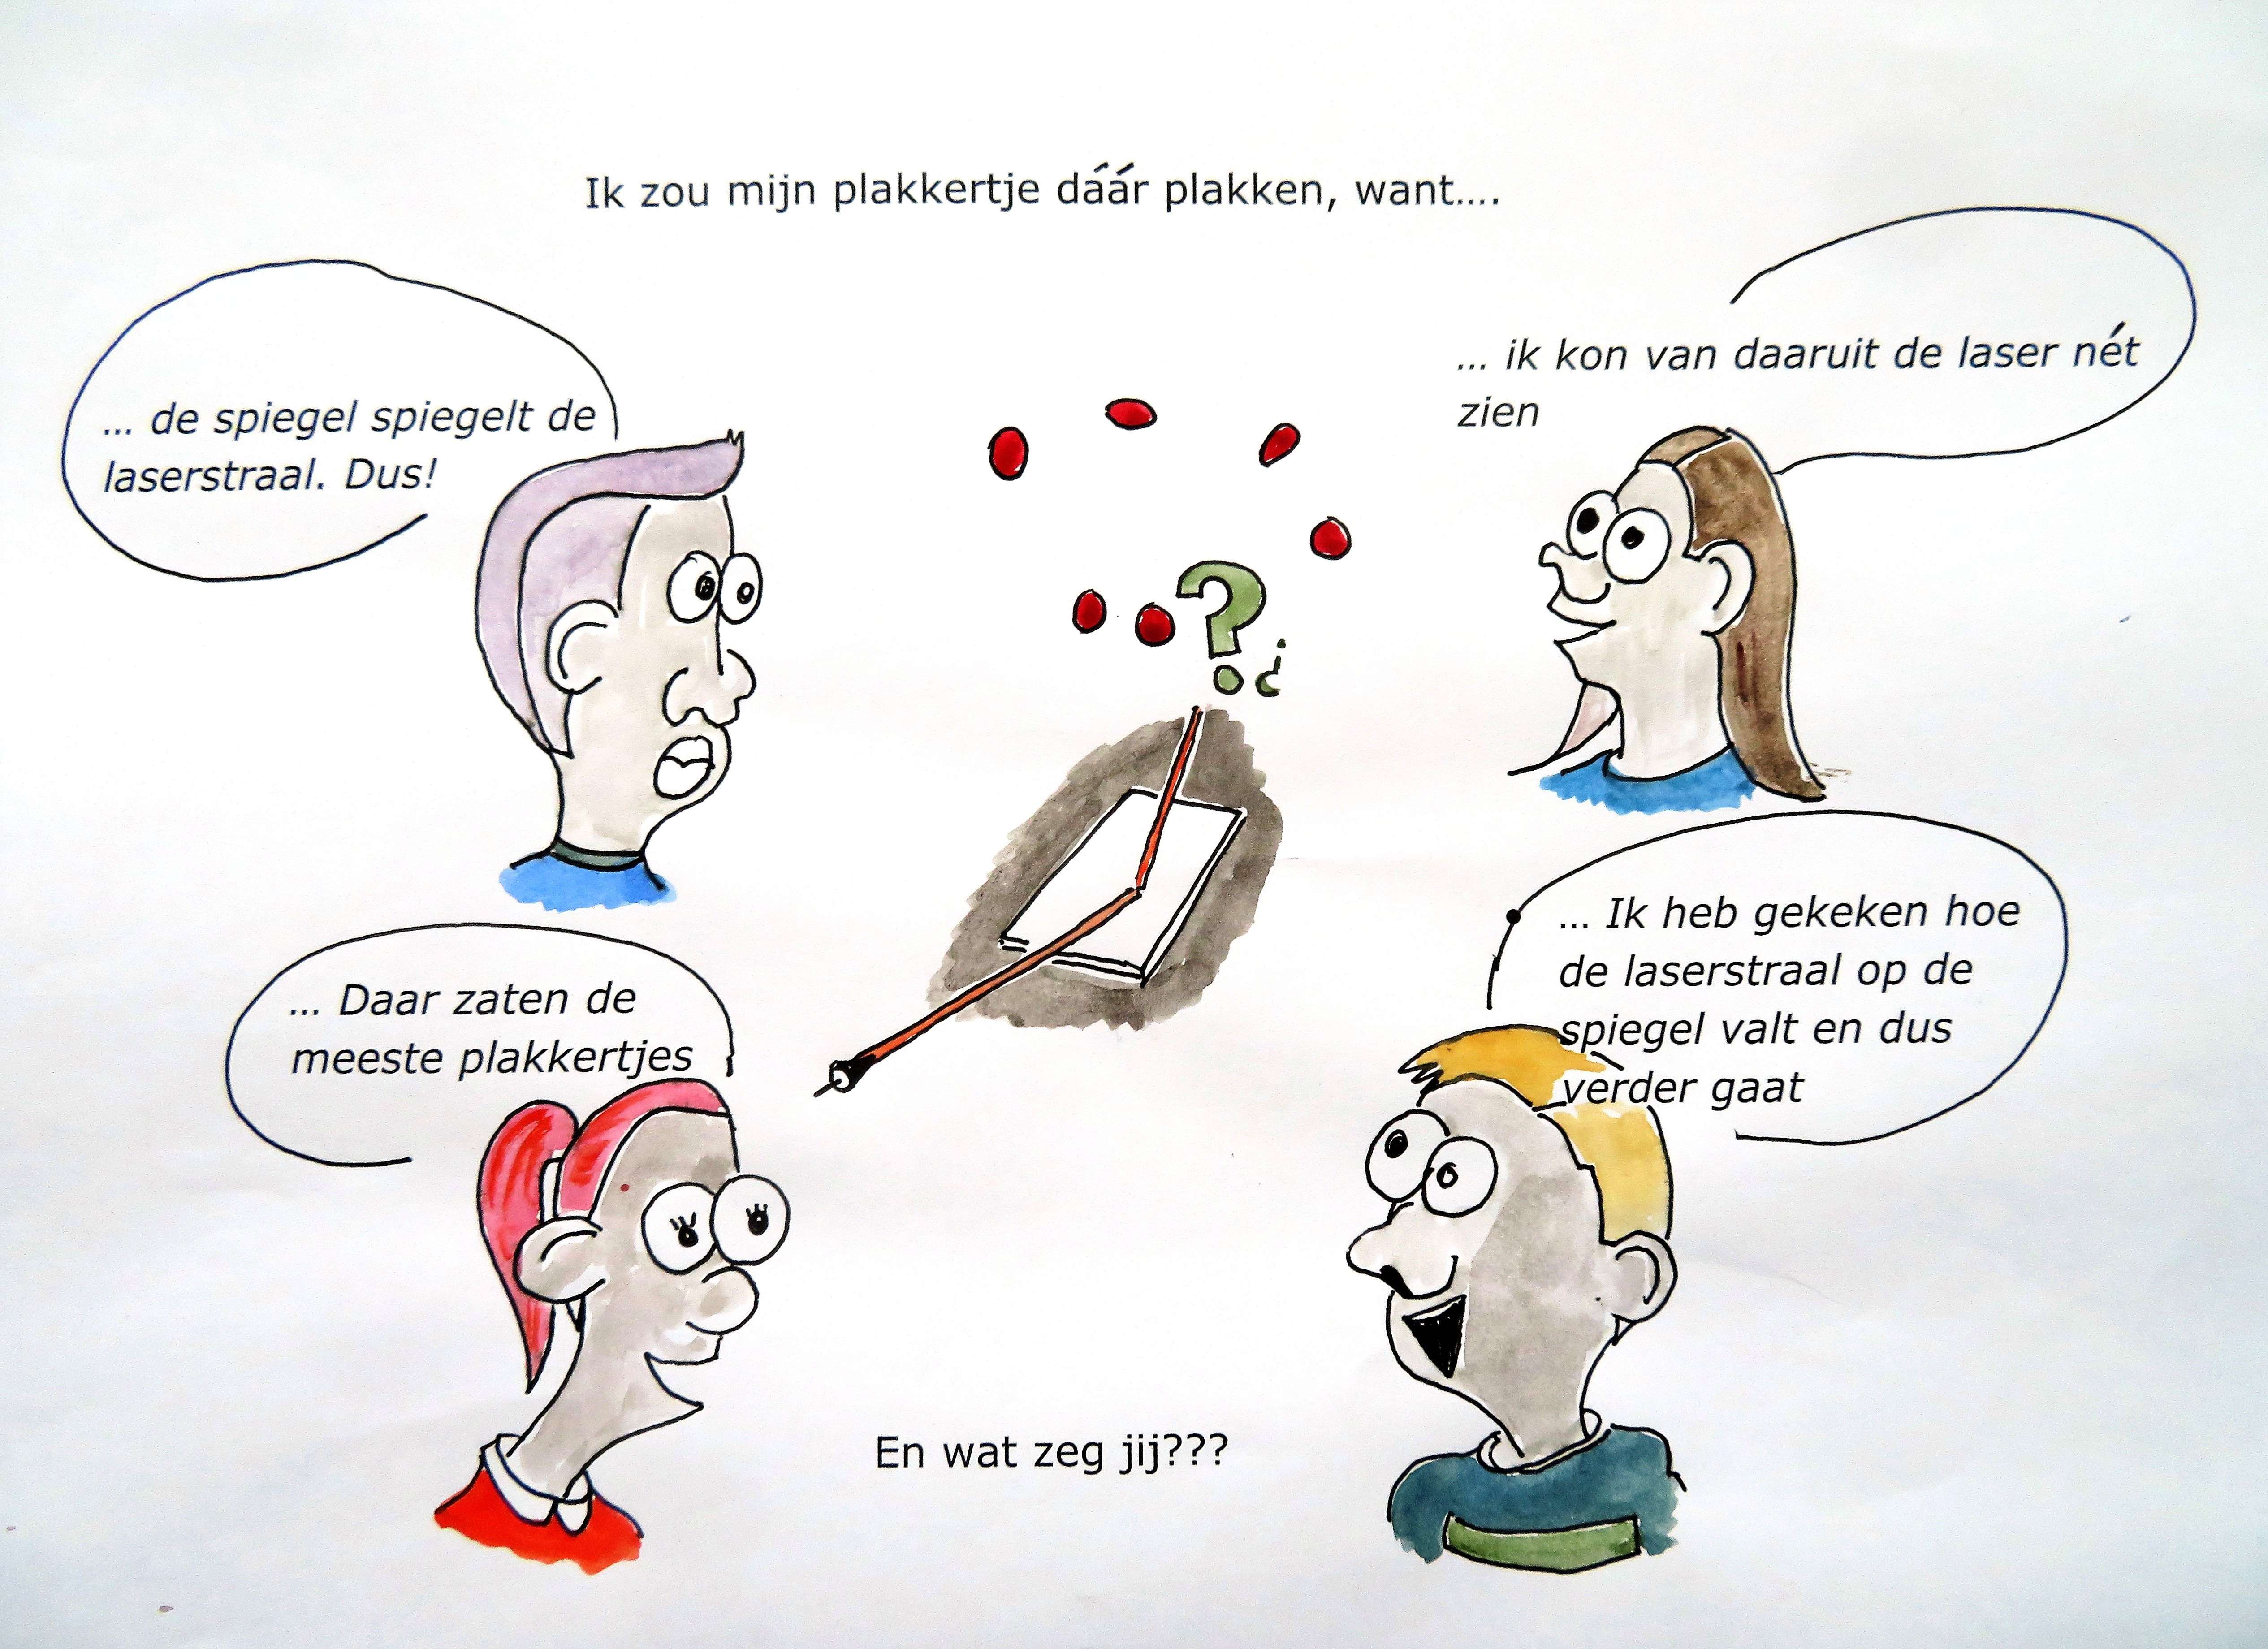 Ik zou mijn plakkertje dáár plakken, want....
... de spiegel spiegelt de
laserstraal. Dus!
... ik kon van daaruit de laser nét
zien
?
?
... Daar zaten de
meeste plakkertjes
... Ik heb gekeken hoe
de laserstraal op de
spiegel valt en dus
verder gaat
En wat zeg jij???